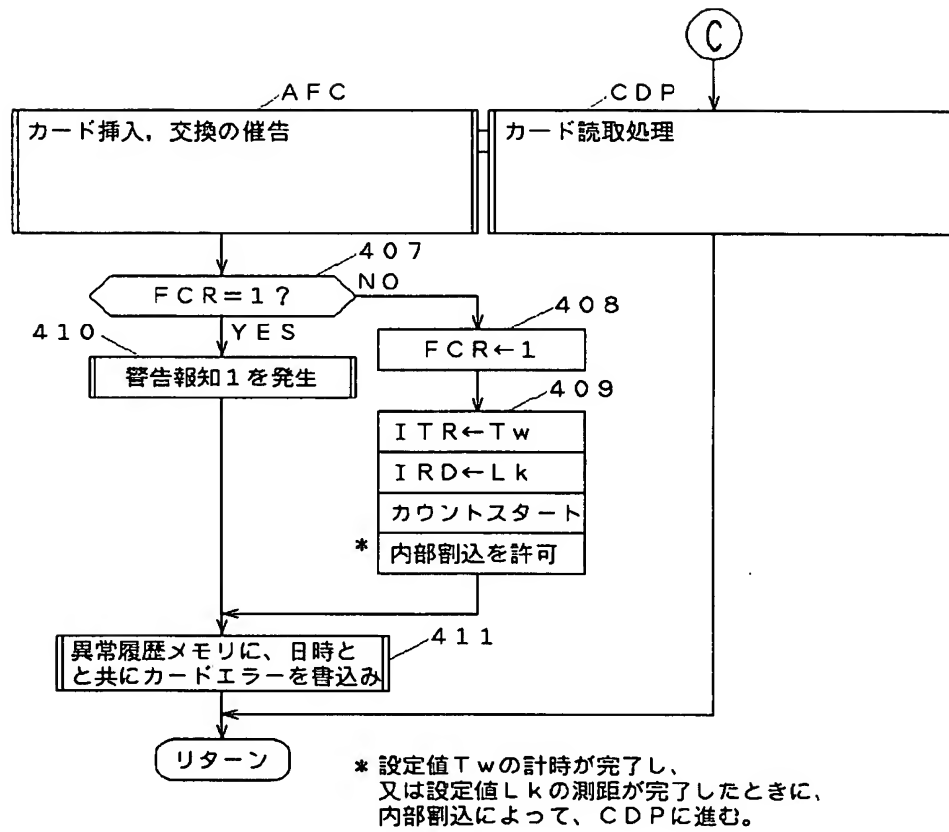 C
AFC
CDP
カード挿入，交換の催告
カード読取処理
407
FCR=1?
NO
YES
408
FCR←1
410
警告報知1を発生
409
ITR←Tw
IRD←Lk
カウントスタート
* 内部割込を許可
411
異常履歴メモリに、日時と
と共にカードエラーを書込み
リターン
* 設定値Twの計時が完了し、
又は設定値Lkの測距が完了したときに、
内部割込によって、CDPに進む。